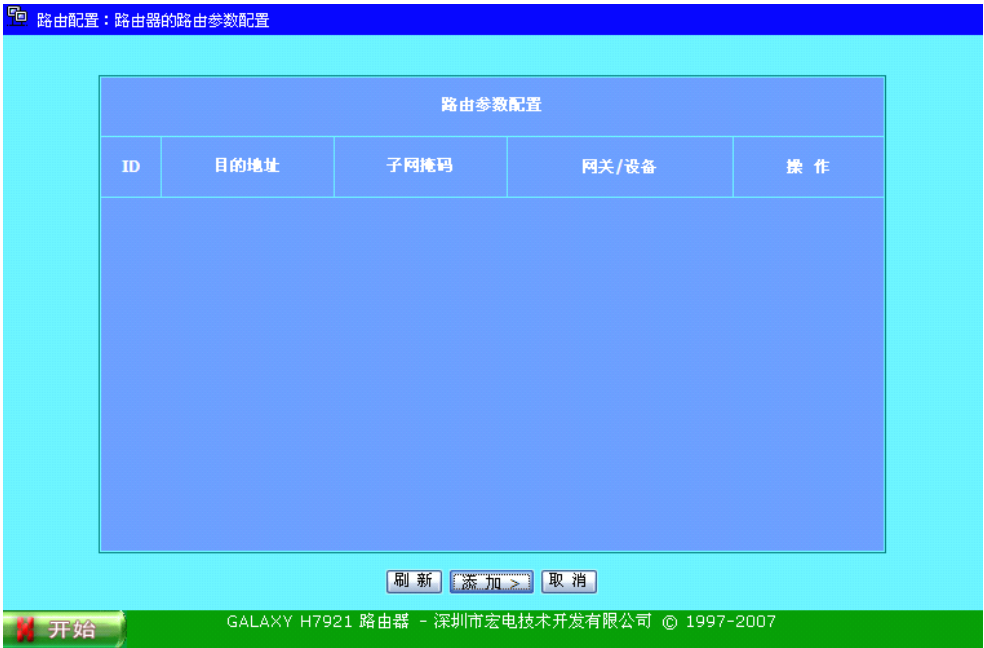 路由配置：路由器的路由参数配置
路由参数配置
ID 目的地址 子网掩码 网关/设备 操 作
刷 新 添 加 > 取 消
开始 GALAXY H7921 路由器 - 深圳市宏电技术开发有限公司 © 1997-2007